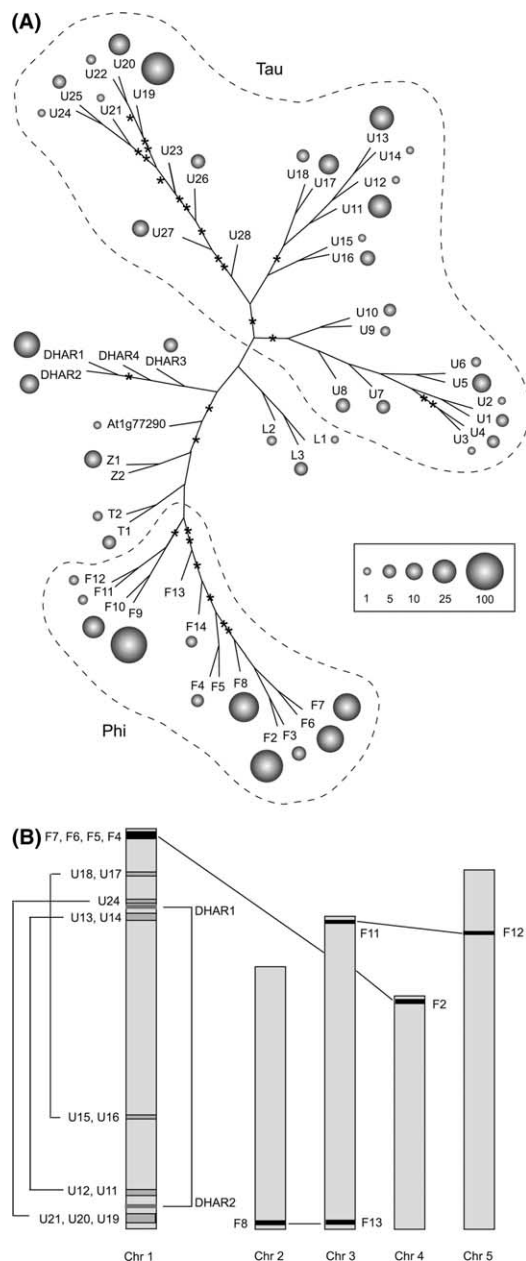 (A)
Tau
U20
U22
U19
U25
U21
U24
U23
U26
U27
U28
U13
U14
U18
U17
U12
U11
U15
U16
U10
U9
U6
U5
U8
U7
U2
U1
U4
U3
DHAR1
DHAR4
DHAR3
DHAR2
At1g77290
L2
L1
L3
Z1
Z2
T2
T1
F12
F11
F10
F9
F13
F14
F4
F5
F8
F7
F6
F3
F2
Phi
1 5 10 25 100
(B)
F7, F6, F5, F4
U18, U17
U24
DHAR1
U13, U14
F11
F12
F2
U15, U16
U12, U11
DHAR2
U21, U20, U19
F8
F13
Chr 1 Chr 2 Chr 3 Chr 4 Chr 5